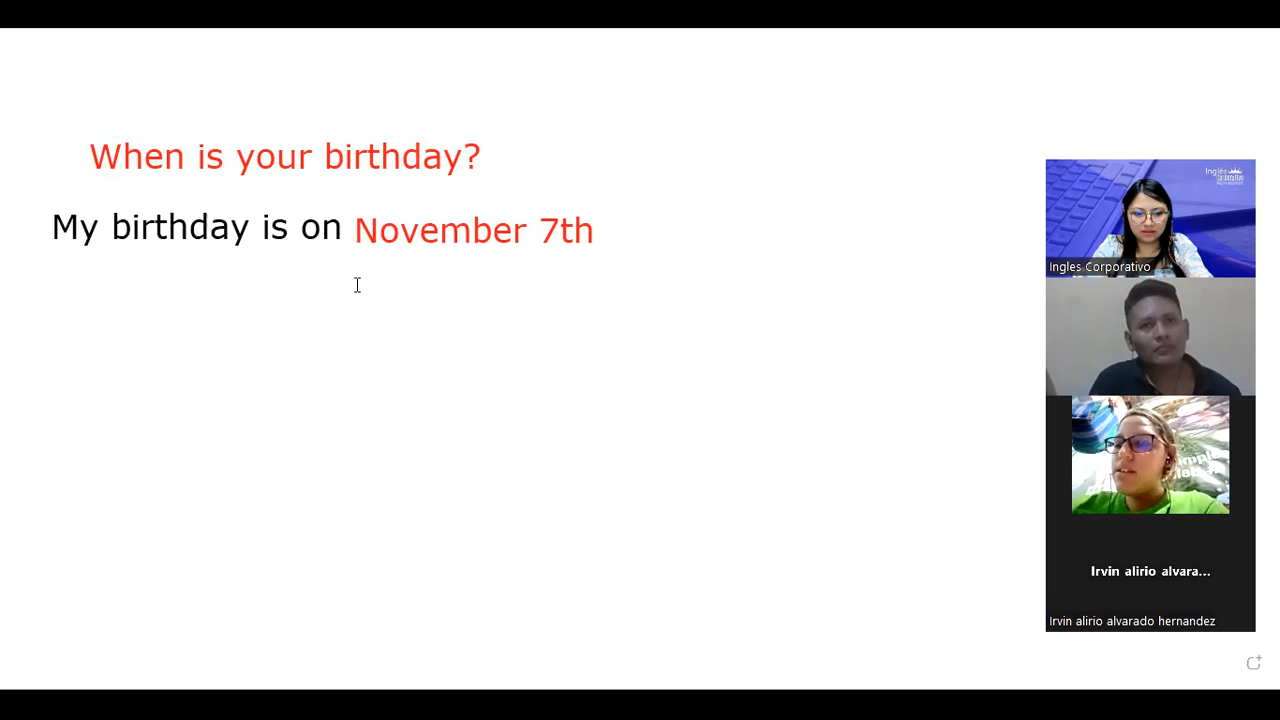 When is your birthday?
My birthday is on November 7th
Ingles Corporativo
Irvin alirio alvara...
Irvin alirio alvarado hernandez